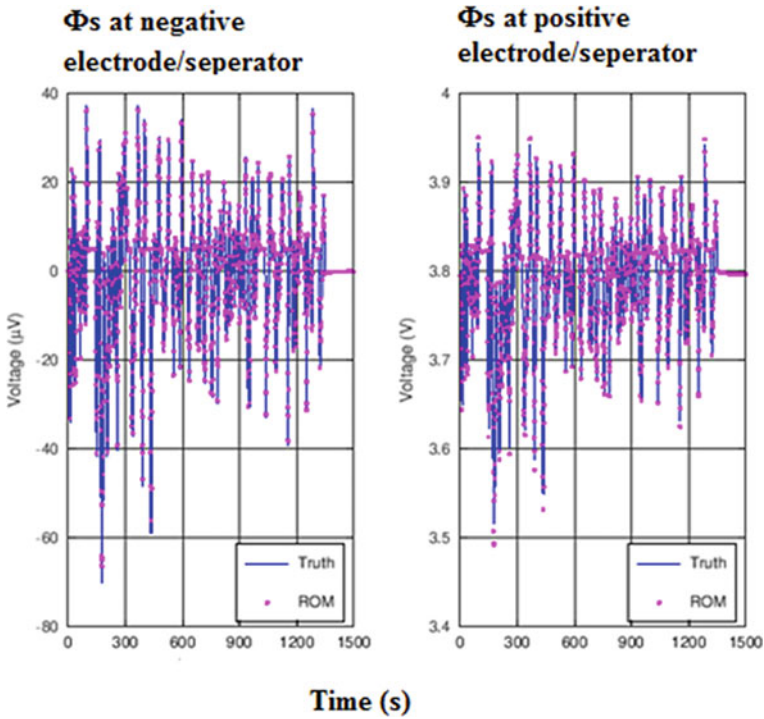 Φs at negative
electrode/seperator
Φs at positive
electrode/seperator
40
20
0
-20
-40
-60
-80
Voltage (μV)
0
300
600
900
1200
1500
Truth
ROM
4
3.9
3.8
3.7
3.6
3.5
3.4
Voltage (V)
0
300
600
900
1200
1500
Truth
ROM
Time (s)